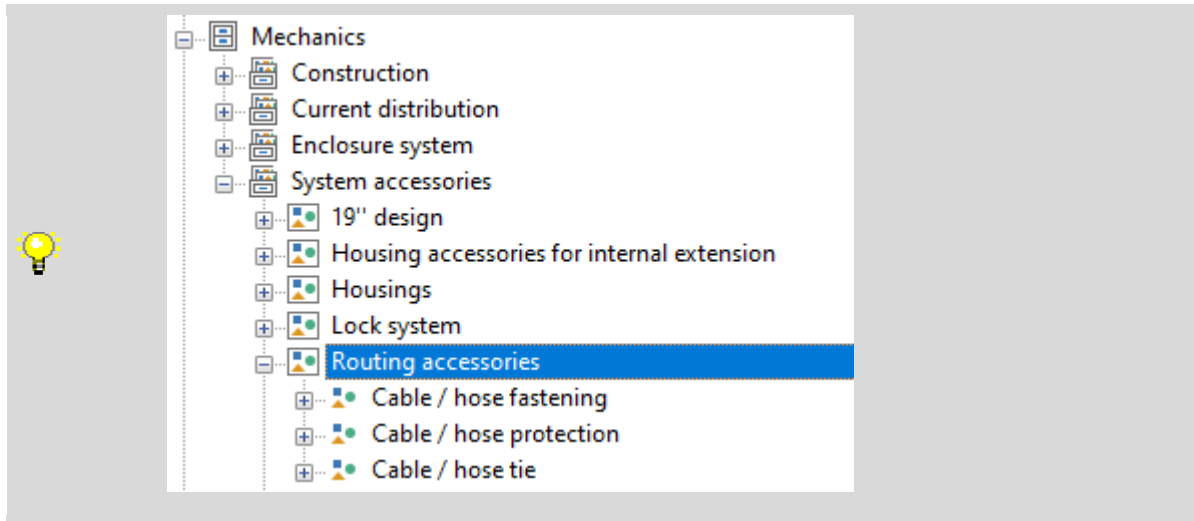 Mechanics
Construction
Current distribution
Enclosure system
System accessories
19'' design
Housing accessories for internal extension
Housings
Lock system
Routing accessories
Cable / hose fastening
Cable / hose protection
Cable / hose tie